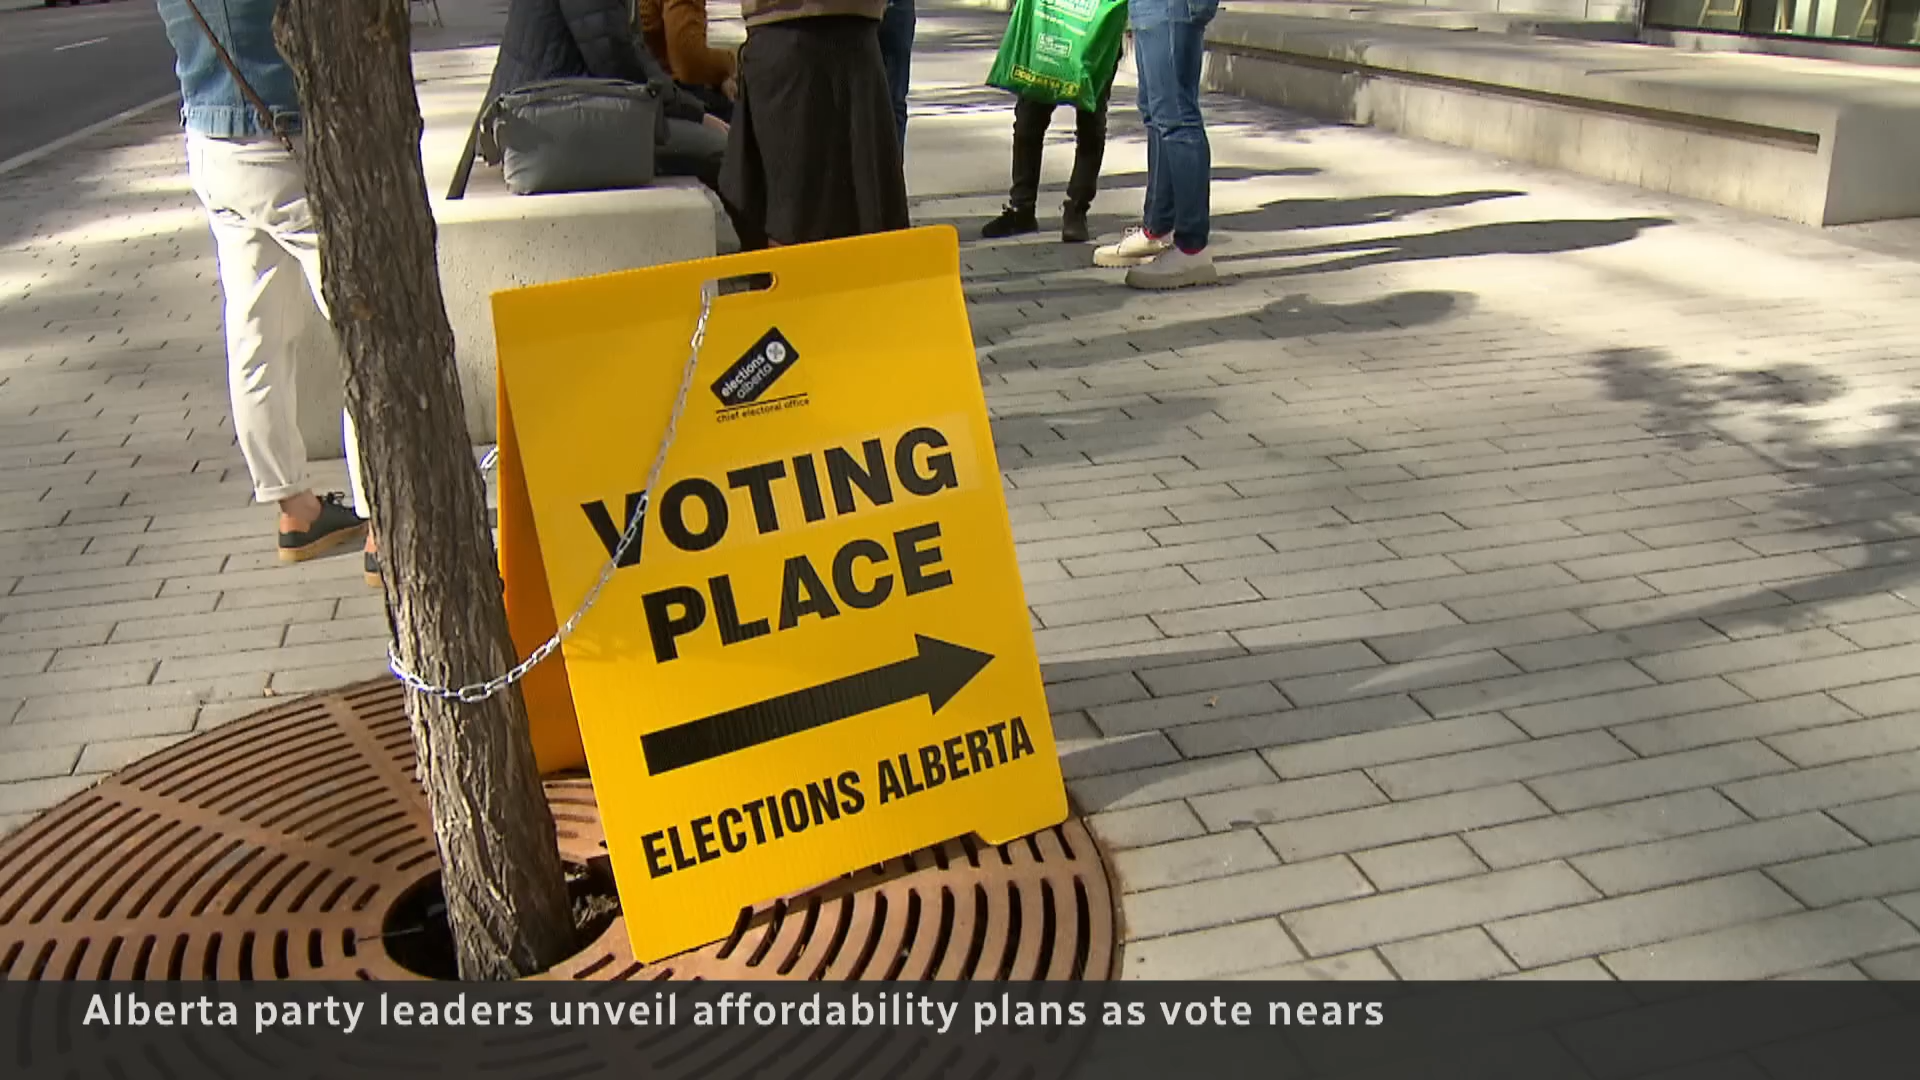 elections
alberta
chief electoral office
VOTING
PLACE
ELECTIONS ALBERTA
Alberta party leaders unveil affordability plans as vote nears